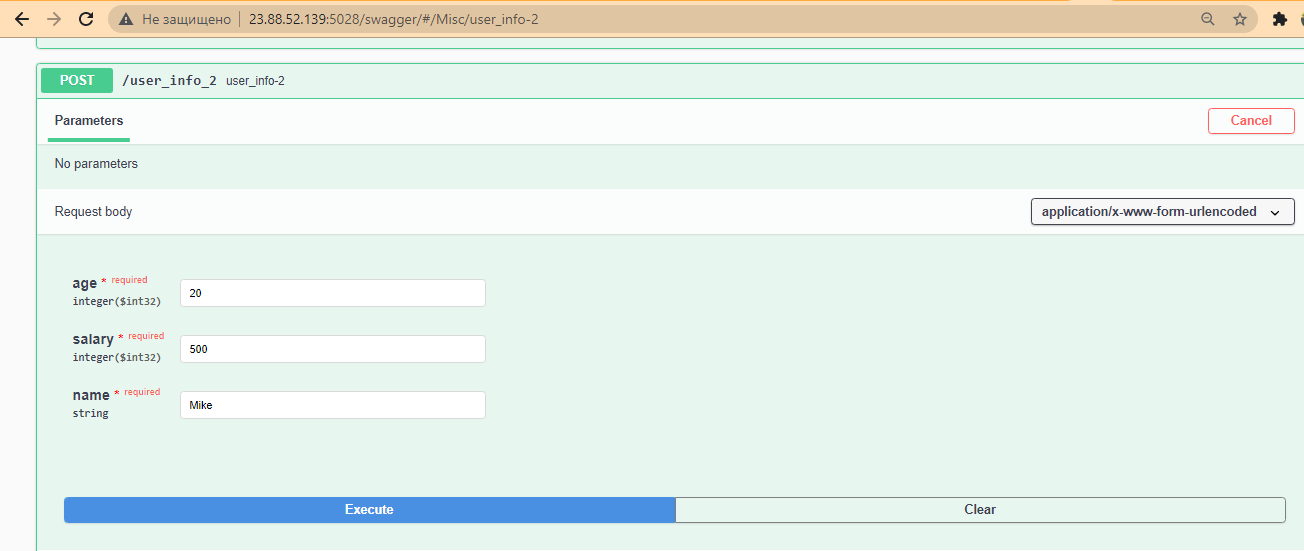 Не защищено | 23.88.52.139:5028/swagger/#/Misc/user_info-2
POST /user_info_2 user_info-2
Parameters Cancel
No parameters
Request body application/x-www-form-urlencoded
age * required
integer($int32) 20
salary * required
integer($int32) 500
name * required
string Mike
Execute Clear